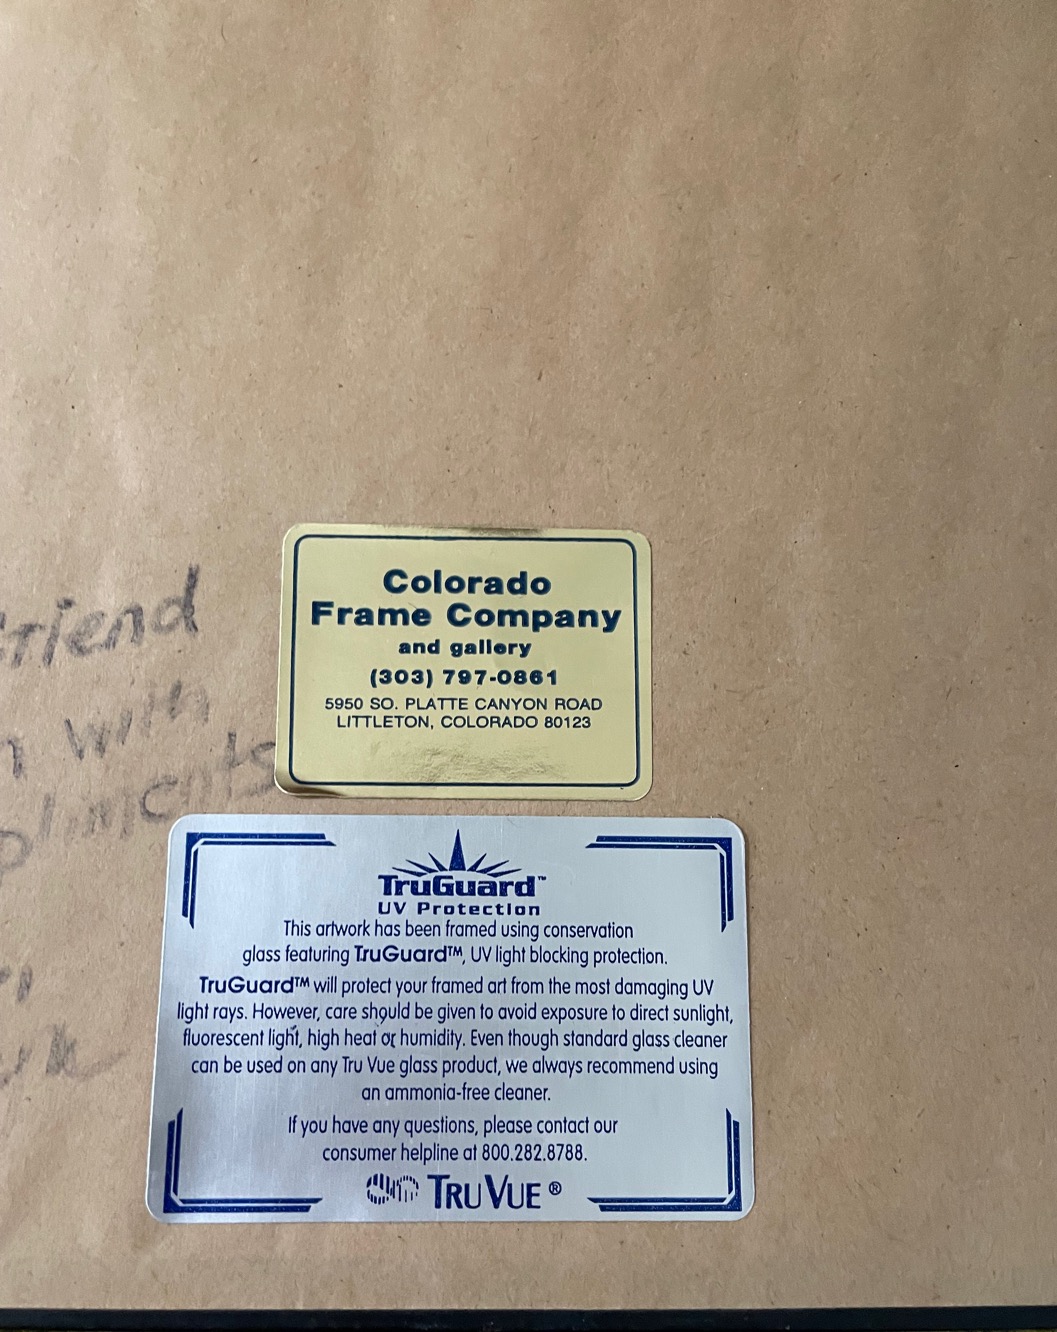 friend
with
Colorado
Frame Company
and gallery
(303) 797-0861
5950 SO. PLATTE CANYON ROAD
LITTLETON, COLORADO 80123
TruGuard™
UV Protection
This artwork has been framed using conservation
glass featuring TruGuard™, UV light blocking protection.
TruGuard™ will protect your framed art from the most damaging UV
light rays. However, care should be given to avoid exposure to direct sunlight,
fluorescent light, high heat or humidity. Even though standard glass cleaner
can be used on any Tru Vue glass product, we always recommend using
an ammonia-free cleaner.
If you have any questions, please contact our
consumer helpline at 800.282.8788.
TRU VUE ®